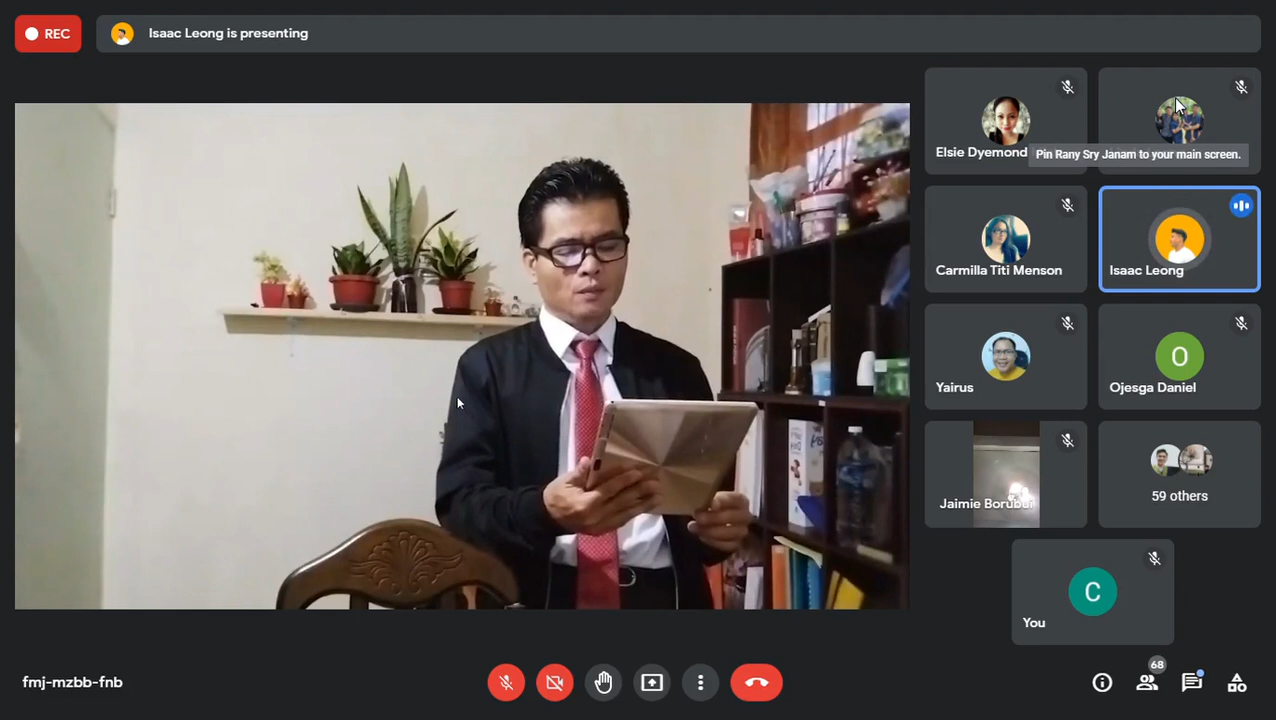 REC
Isaac Leong is presenting
Elsie Dyemond
Pin Rany Sry Janam to your main screen.
Carmilla Titi Menson
Isaac Leong
Yairus
O
Ojesga Daniel
Jaimie Borubui
59 others
C
You
fmj-mzbb-fnb
68